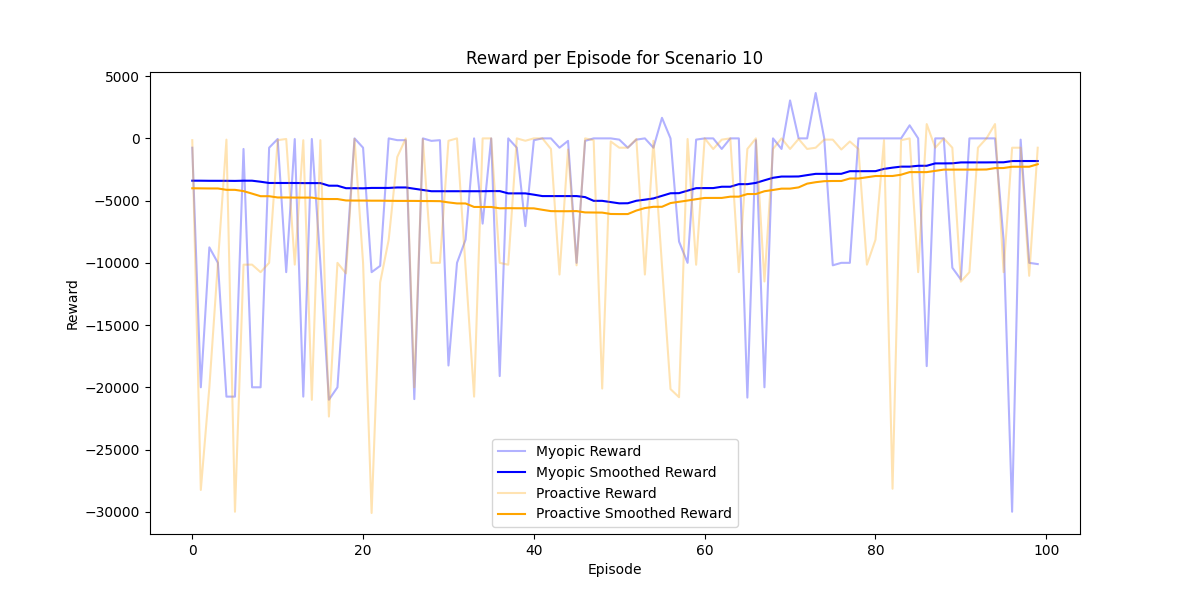 Reward per Episode for Scenario 10
5000
0
−5000
−10000
−15000
−20000
−25000
−30000
Reward
0
20
40
60
80
100
Episode
Myopic Reward
Myopic Smoothed Reward
Proactive Reward
Proactive Smoothed Reward